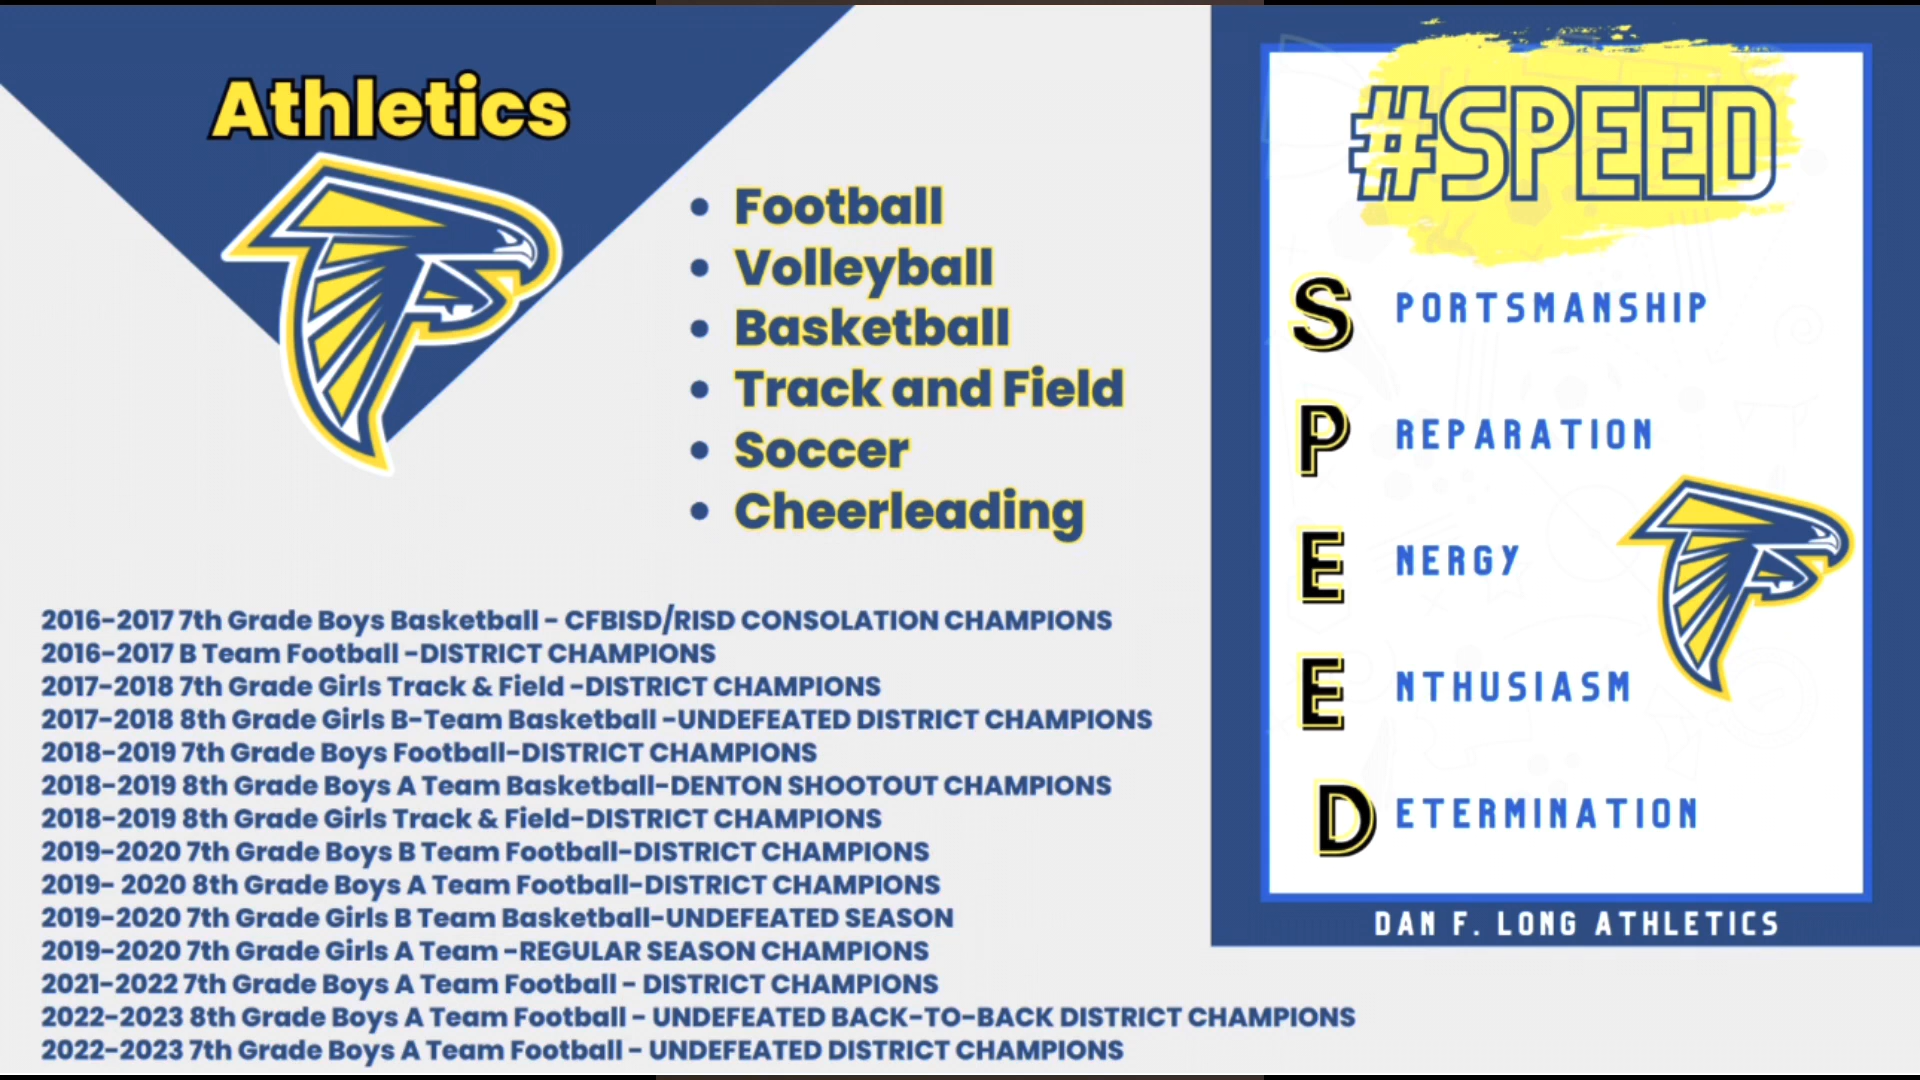 Athletics
• Football
• Volleyball
• Basketball
• Track and Field
• Soccer
• Cheerleading
2016-2017 7th Grade Boys Basketball - CFBISD/RISD CONSOLATION CHAMPIONS
2016-2017 B Team Football -DISTRICT CHAMPIONS
2017-2018 7th Grade Girls Track & Field -DISTRICT CHAMPIONS
2017-2018 8th Grade Girls B-Team Basketball -UNDEFEATED DISTRICT CHAMPIONS
2018-2019 7th Grade Boys Football-DISTRICT CHAMPIONS
2018-2019 8th Grade Boys A Team Basketball-DENTON SHOOTOUT CHAMPIONS
2018-2019 8th Grade Girls Track & Field-DISTRICT CHAMPIONS
2019-2020 7th Grade Boys B Team Football-DISTRICT CHAMPIONS
2019- 2020 8th Grade Boys A Team Football-DISTRICT CHAMPIONS
2019-2020 7th Grade Girls B Team Basketball-UNDEFEATED SEASON
2019-2020 7th Grade Girls A Team -REGULAR SEASON CHAMPIONS
2021-2022 7th Grade Boys A Team Football - DISTRICT CHAMPIONS
2022-2023 8th Grade Boys A Team Football - UNDEFEATED BACK-TO-BACK DISTRICT CHAMPIONS
2022-2023 7th Grade Boys A Team Football - UNDEFEATED DISTRICT CHAMPIONS
#SPEED
SPORTSMANSHIP
PREPARATION
ENERGY
ENTHUSIASM
DETERMINATION
DAN F. LONG ATHLETICS